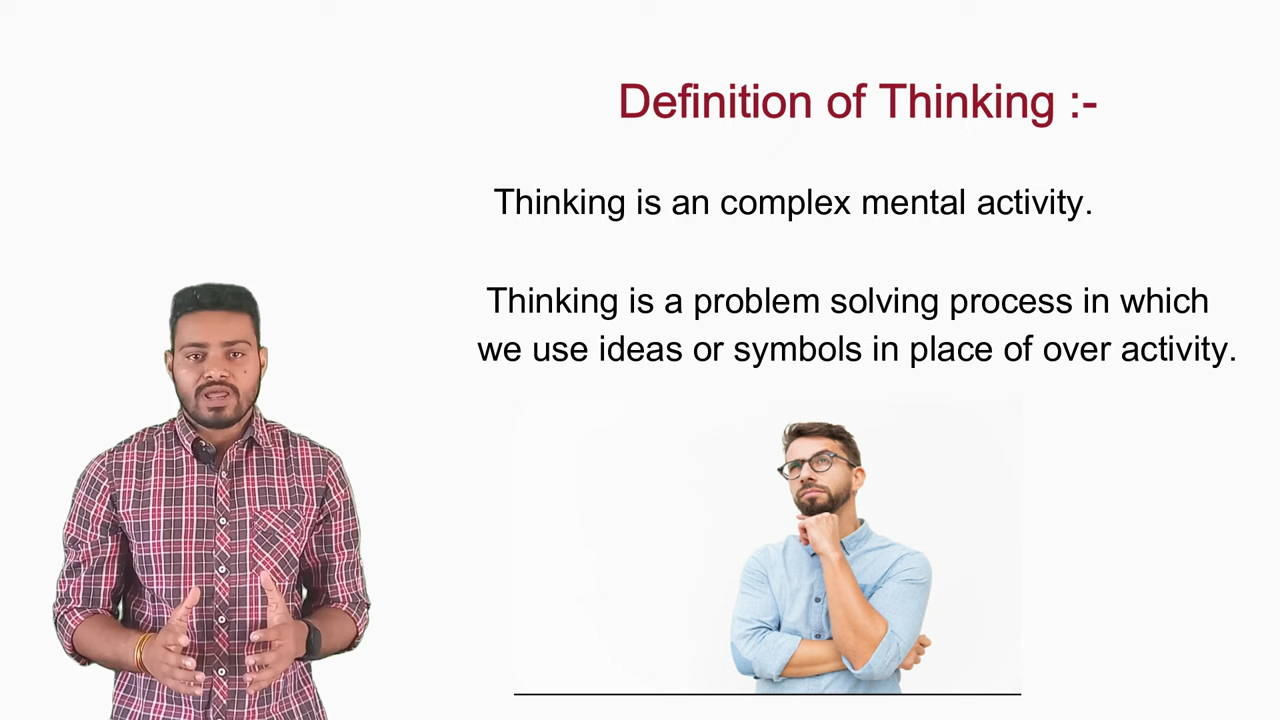 Definition of Thinking :-
Thinking is an complex mental activity.
Thinking is a problem solving process in which
we use ideas or symbols in place of over activity.